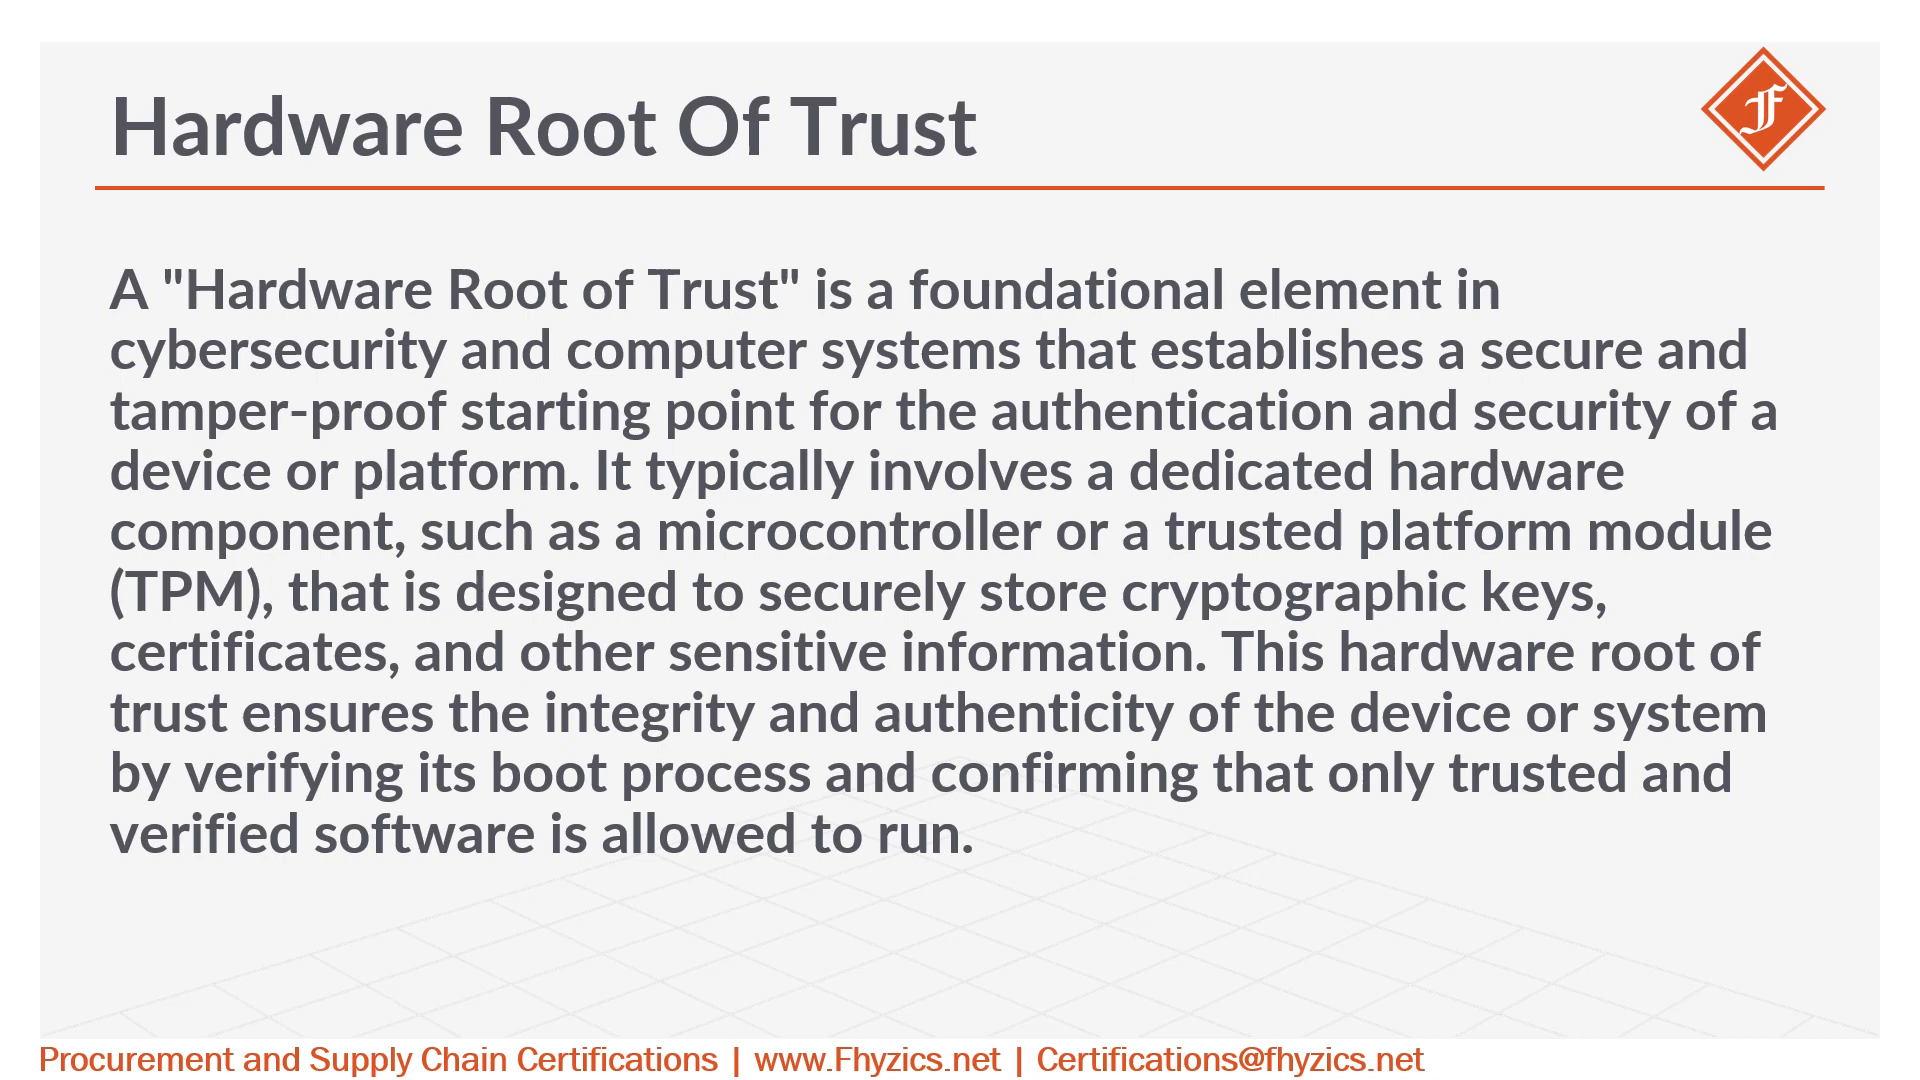 Hardware Root Of Trust
F
A "Hardware Root of Trust" is a foundational element in
cybersecurity and computer systems that establishes a secure and
tamper-proof starting point for the authentication and security of a
device or platform. It typically involves a dedicated hardware
component, such as a microcontroller or a trusted platform module
(TPM), that is designed to securely store cryptographic keys,
certificates, and other sensitive information. This hardware root of
trust ensures the integrity and authenticity of the device or system
by verifying its boot process and confirming that only trusted and
verified software is allowed to run.
Procurement and Supply Chain Certifications | www.Fhyzics.net | Certifications@fhyzics.net